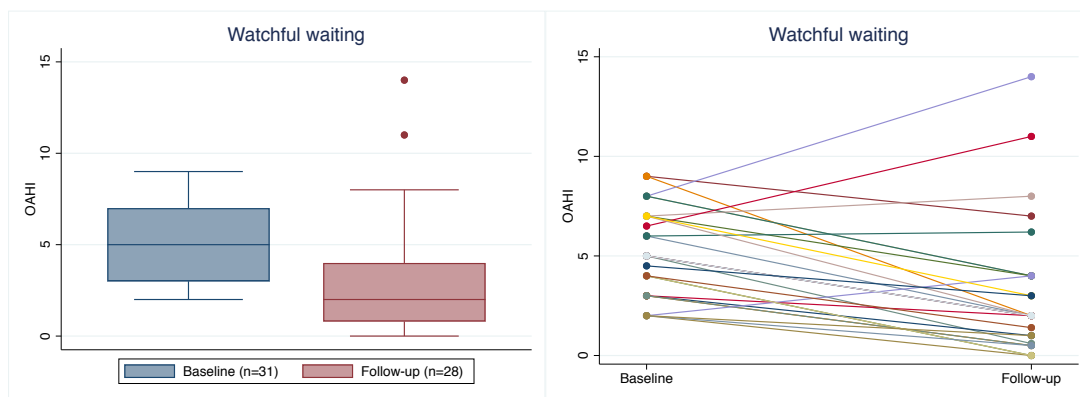 Watchful waiting
OAHI
15
10
5
0
Baseline (n=31)
Follow-up (n=28)
Watchful waiting
OAHI
15
10
5
0
Baseline
Follow-up